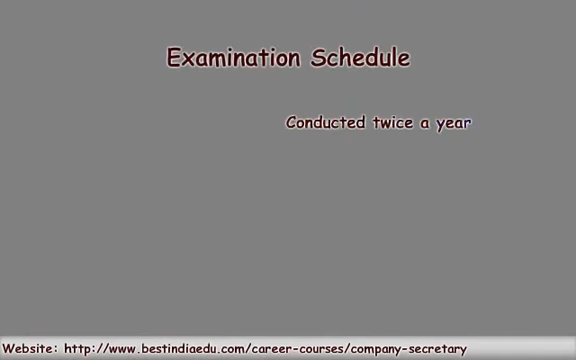 Examination Schedule
Conducted twice a year
Website: http://www.bestindiaedu.com/career-courses/company-secretary